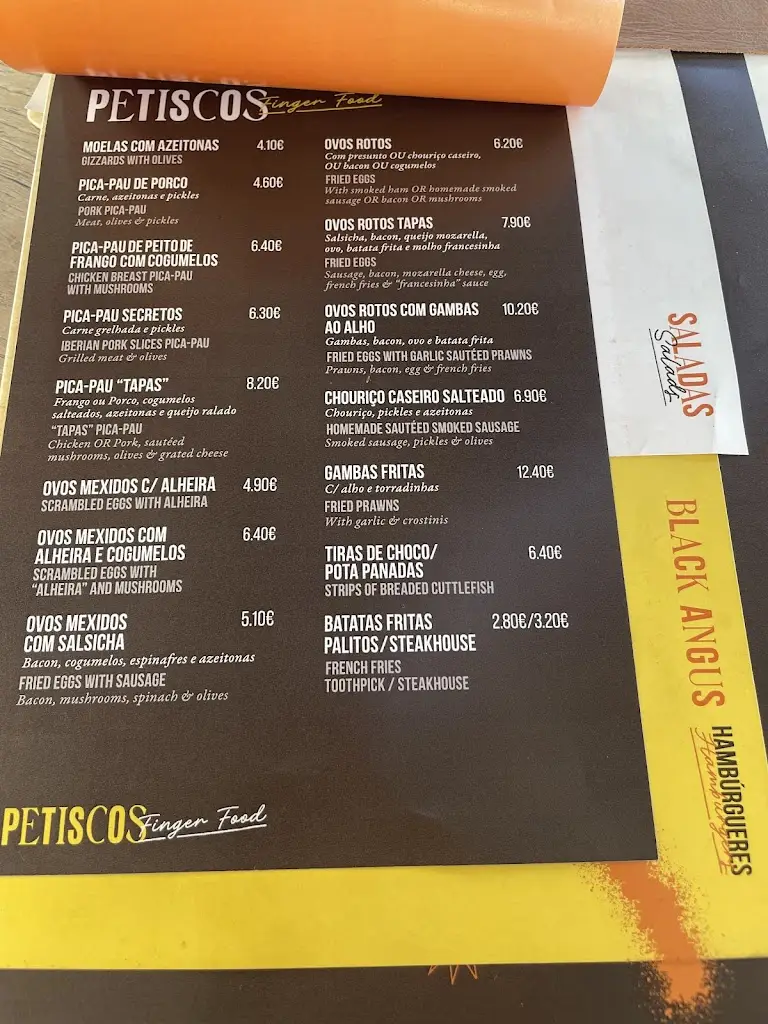 PETISCOS Finger Food
MOELAS COM AZEITONAS 4.10€
GIZZARDS WITH OLIVES
PICA-PAU DE PORCO 4.60€
Carne, azeitonas e pickles
PORK PICA-PAU
Meat, olives & pickles
PICA-PAU DE PEITO DE 6.40€
FRANGO COM COGUMELOS
CHICKEN BREAST PICA-PAU
WITH MUSHROOMS
PICA-PAU SECRETOS 6.30€
Carne grelhada e pickles
IBERIAN PORK SLICES PICA-PAU
Grilled meat & olives
PICA-PAU "TAPAS" 8.20€
Frango ou Porco, cogumelos
salteados, azeitonas e queijo ralado
"TAPAS" PICA-PAU
Chicken OR Pork, sautéed
mushrooms, olives & grated cheese
OVOS MEXIDOS C/ ALHEIRA 4.90€
SCRAMBLED EGGS WITH ALHEIRA
OVOS MEXIDOS COM 6.40€
ALHEIRA E COGUMELOS
SCRAMBLED EGGS WITH
"ALHEIRA" AND MUSHROOMS
OVOS MEXIDOS 5.10€
COM SALSICHA
Bacon, cogumelos, espinafres e azeitonas
FRIED EGGS WITH SAUSAGE
Bacon, mushrooms, spinach & olives
OVOS ROTOS 6.20€
Com presunto OU chouriço caseiro,
OU bacon OU cogumelos
FRIED EGGS
With smoked ham OR homemade smoked
sausage OR bacon OR mushrooms
OVOS ROTOS TAPAS 7.90€
Salsicha, bacon, queijo mozarella,
ovo, batata frita e molho francesinha
FRIED EGGS
Sausage, bacon, mozarella cheese, egg,
french fries & "francesinha" sauce
OVOS ROTOS COM GAMBAS 10.20€
AO ALHO
Gambas, bacon, ovo e batata frita
FRIED EGGS WITH GARLIC SAUTÉED PRAWNS
Prawns, bacon, egg & french fries
CHOURIÇO CASEIRO SALTEADO 6.90€
Chouriço, pickles e azeitonas
HOMEMADE SAUTÉED SMOKED SAUSAGE
Smoked sausage, pickles & olives
GAMBAS FRITAS 12.40€
C/ alho e torradinhas
FRIED PRAWNS
With garlic & crostinis
TIRAS DE CHOCO/ 6.40€
POTA PANADAS
STRIPS OF BREADED CUTTLEFISH
BATATAS FRITAS 2.80€/3.20€
PALITOS/STEAKHOUSE
FRENCH FRIES
TOOTHPICK / STEAKHOUSE
PETISCOS Finger Food
SALADAS
Salads
BLACK ANGUS
HAMBÚRGUERES
Hamburgers